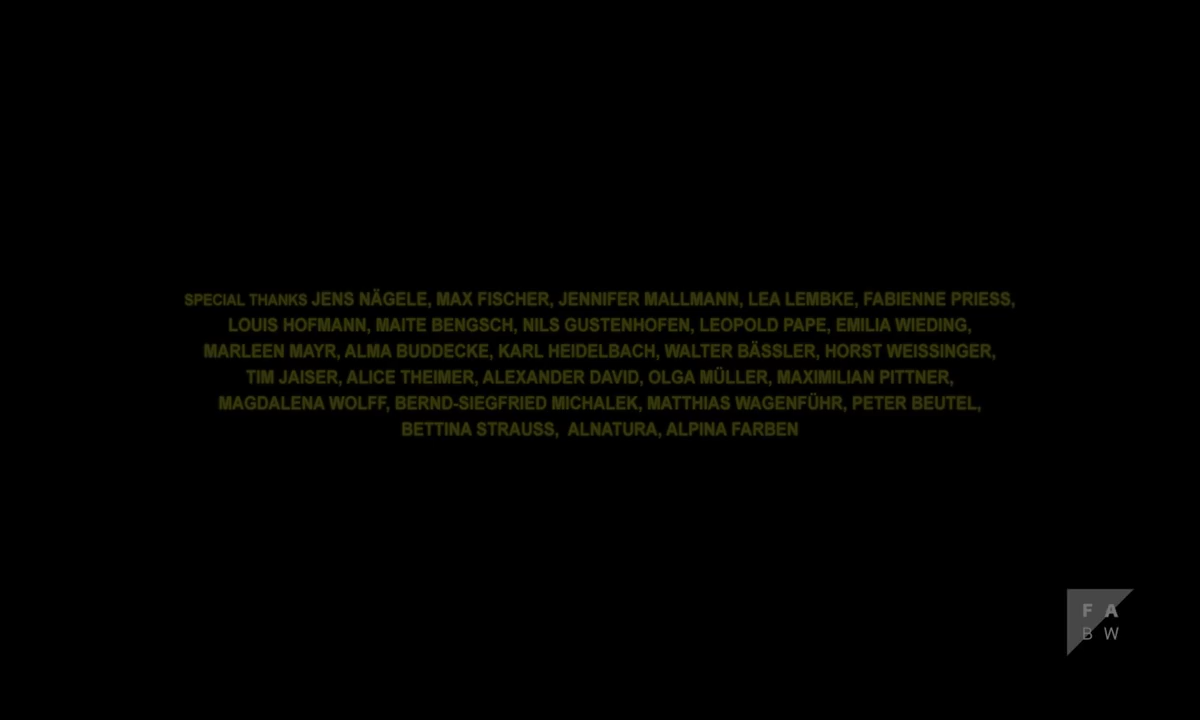 SPECIAL THANKS JENS NÄGELE, MAX FISCHER, JENNIFER MALLMANN, LEA LEMBKE, FABIENNE PRIESS,
LOUIS HOFMANN, MAITE BENGSCH, NILS GUSTENHOFEN, LEOPOLD PAPE, EMILIA WIEDING,
MARLEEN MAYR, ALMA BUDDECKE, KARL HEIDELBACH, WALTER BÄSSLER, HORST WEISSINGER,
TIM JAISER, ALICE THEIMER, ALEXANDER DAVID, OLGA MÜLLER, MAXIMILIAN PITTNER,
MAGDALENA WOLFF, BERND-SIEGFRIED MICHALEK, MATTHIAS WAGENFÜHR, PETER BEUTEL,
BETTINA STRAUSS, ALNATURA, ALPINA FARBEN
F A
B W